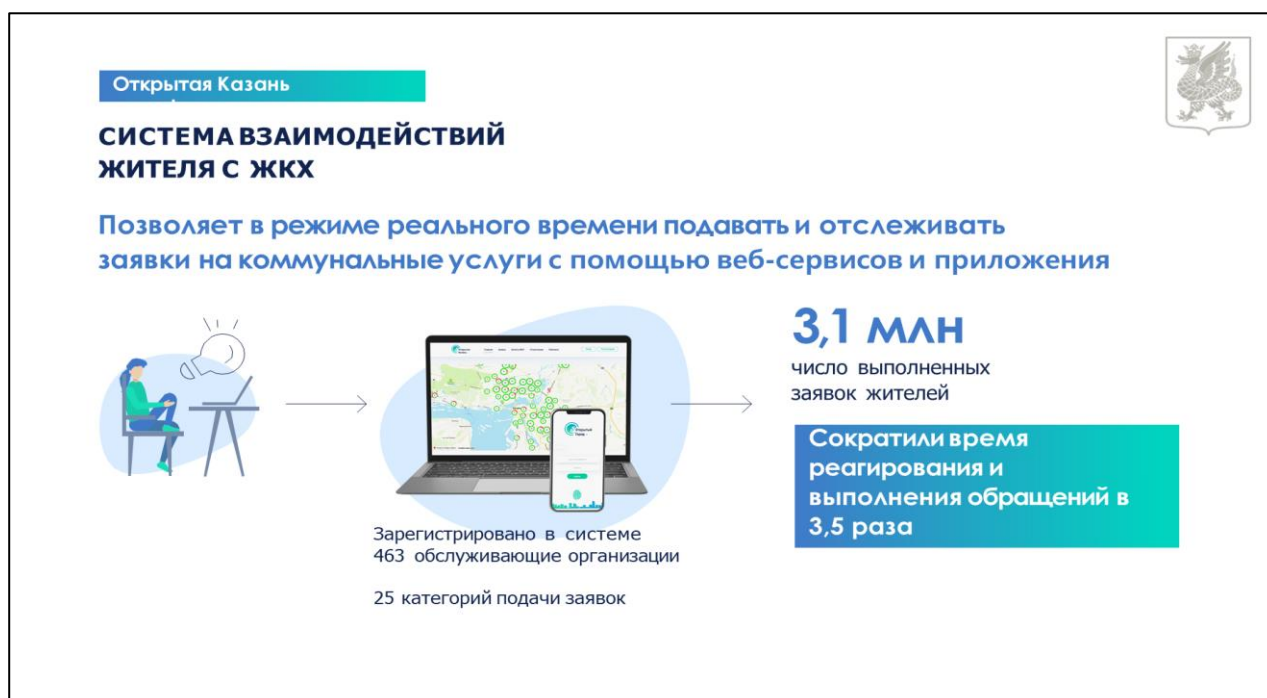 Открытая Казань
СИСТЕМА ВЗАИМОДЕЙСТВИЙ
ЖИТЕЛЯ С ЖКХ
Позволяет в режиме реального времени подавать и отслеживать
заявки на коммунальные услуги с помощью веб-сервисов и приложения
3,1 млн
число выполненных
заявок жителей
Сократили время
реагирования и
выполнения обращений в
3,5 раза
Зарегистрировано в системе
463 обслуживающие организации
25 категорий подачи заявок